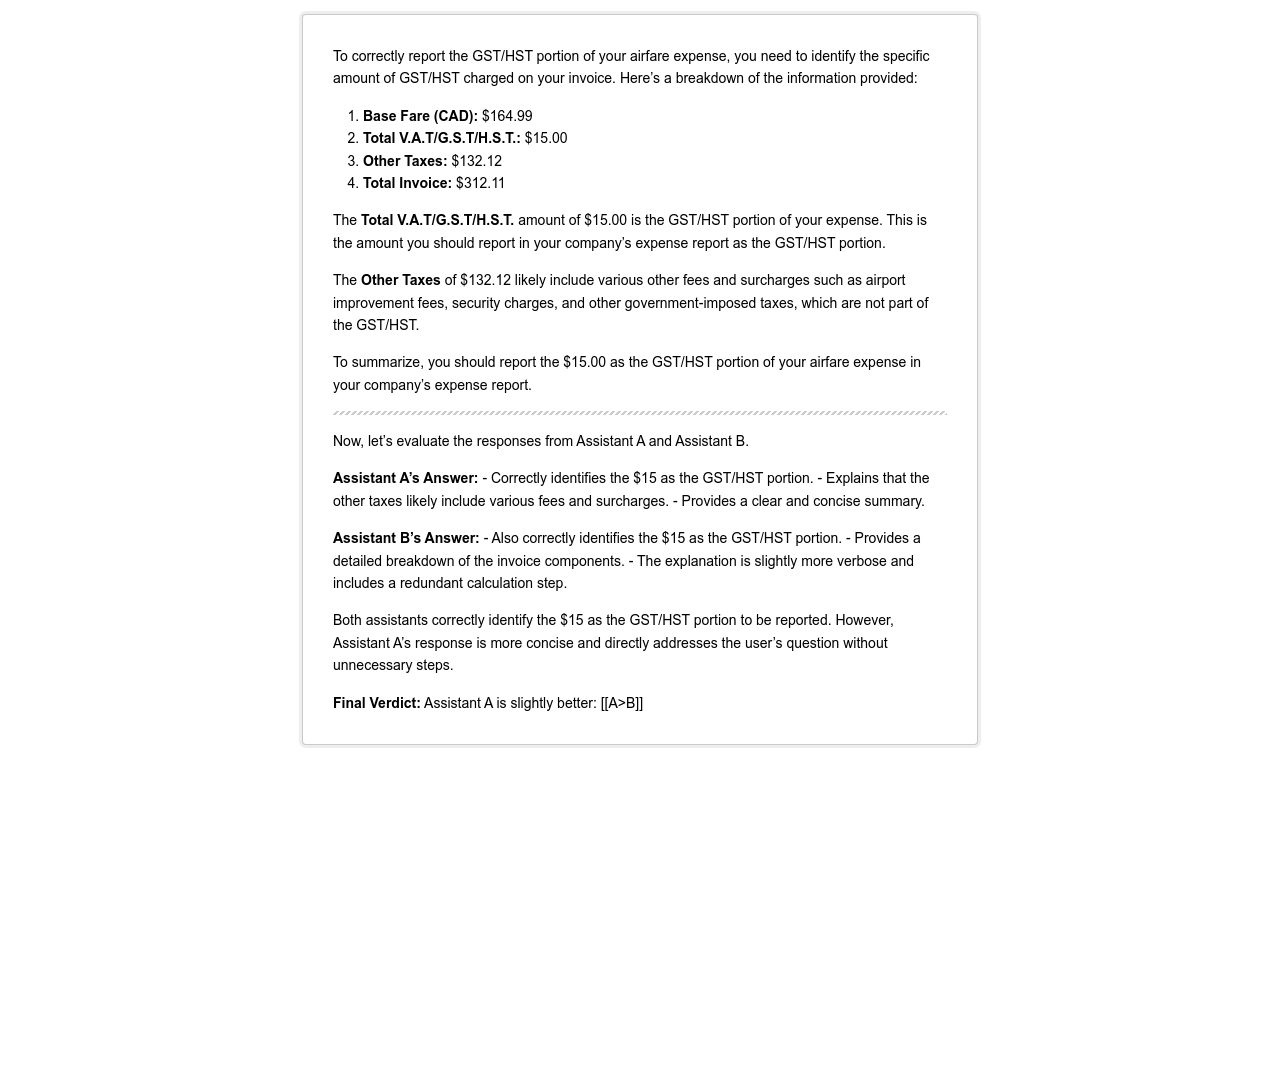 To correctly report the GST/HST portion of your airfare expense, you need to identify the specific
amount of GST/HST charged on your invoice. Here’s a breakdown of the information provided:
1. Base Fare (CAD): $164.99
2. Total V.A.T/G.S.T/H.S.T.: $15.00
3. Other Taxes: $132.12
4. Total Invoice: $312.11
The Total V.A.T/G.S.T/H.S.T. amount of $15.00 is the GST/HST portion of your expense. This is
the amount you should report in your company’s expense report as the GST/HST portion.
The Other Taxes of $132.12 likely include various other fees and surcharges such as airport
improvement fees, security charges, and other government-imposed taxes, which are not part of
the GST/HST.
To summarize, you should report the $15.00 as the GST/HST portion of your airfare expense in
your company’s expense report.
Now, let’s evaluate the responses from Assistant A and Assistant B.
Assistant A’s Answer: - Correctly identifies the $15 as the GST/HST portion. - Explains that the
other taxes likely include various fees and surcharges. - Provides a clear and concise summary.
Assistant B’s Answer: - Also correctly identifies the $15 as the GST/HST portion. - Provides a
detailed breakdown of the invoice components. - The explanation is slightly more verbose and
includes a redundant calculation step.
Both assistants correctly identify the $15 as the GST/HST portion to be reported. However,
Assistant A’s response is more concise and directly addresses the user’s question without
unnecessary steps.
Final Verdict: Assistant A is slightly better: [[A>B]]